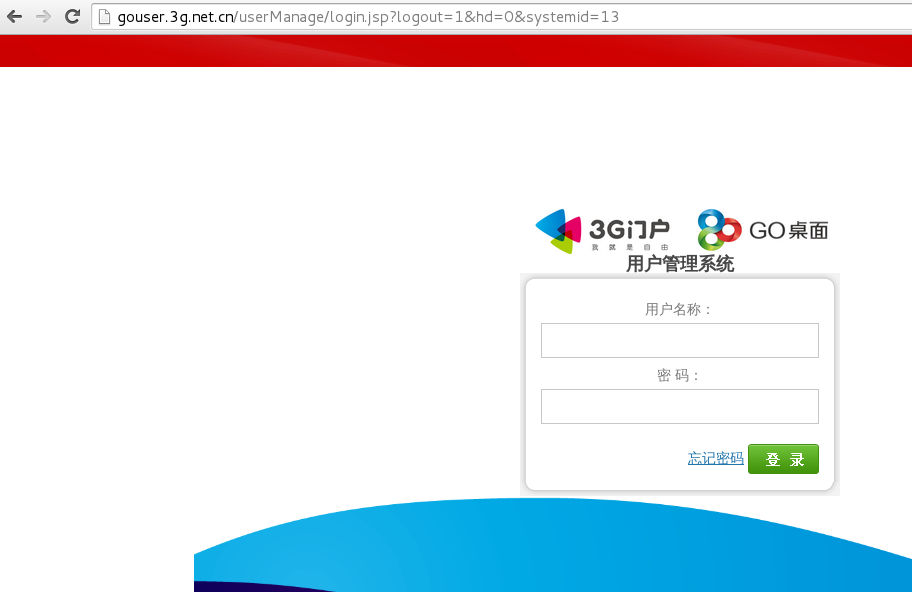 gouser.3g.net.cn/userManage/login.jsp?logout=1&hd=0&systemid=13
3G门户 GO桌面
我就是自由
用户管理系统
用户名称：
密 码：
忘记密码 登 录